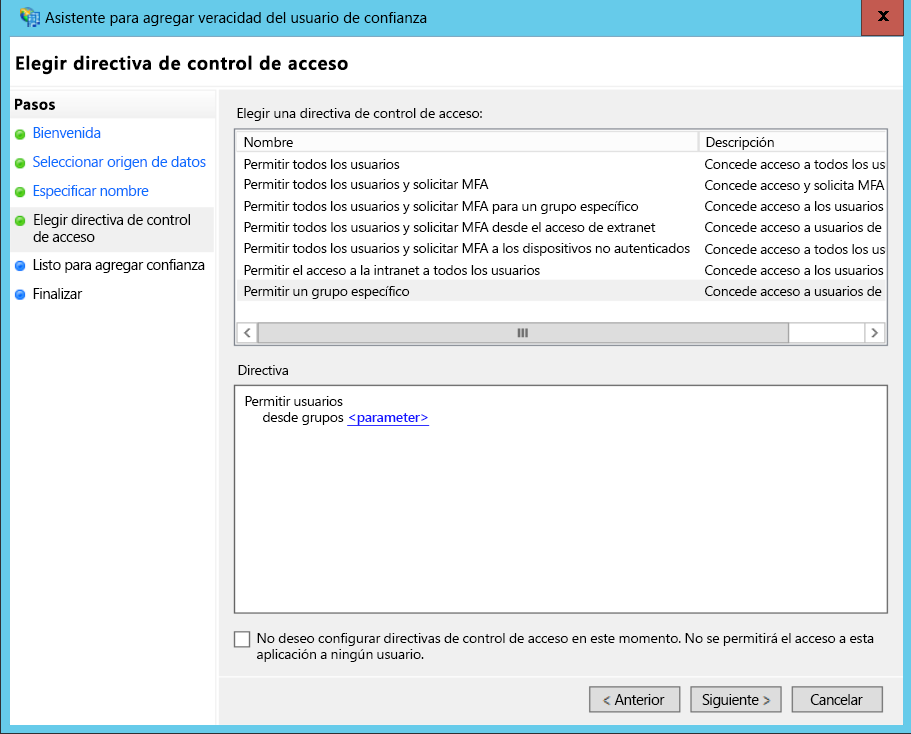 Asistente para agregar veracidad del usuario de confianza
x
Elegir directiva de control de acceso
Pasos
Bienvenida
Seleccionar origen de datos
Especificar nombre
Elegir directiva de control
de acceso
Listo para agregar confianza
Finalizar
Elegir una directiva de control de acceso:
Nombre Descripción
Permitir todos los usuarios Concede acceso a todos los us
Permitir todos los usuarios y solicitar MFA Concede acceso y solicita MFA
Permitir todos los usuarios y solicitar MFA para un grupo específico Concede acceso a los usuarios
Permitir todos los usuarios y solicitar MFA desde el acceso de extranet Concede acceso a usuarios de
Permitir todos los usuarios y solicitar MFA a los dispositivos no autenticados Concede acceso a todos los us
Permitir el acceso a la intranet a todos los usuarios Concede acceso a los usuarios
Permitir un grupo específico Concede acceso a usuarios de
Directiva
Permitir usuarios
desde grupos <parameter>
No deseo configurar directivas de control de acceso en este momento. No se permitirá el acceso a esta
aplicación a ningún usuario.
< Anterior Siguiente > Cancelar